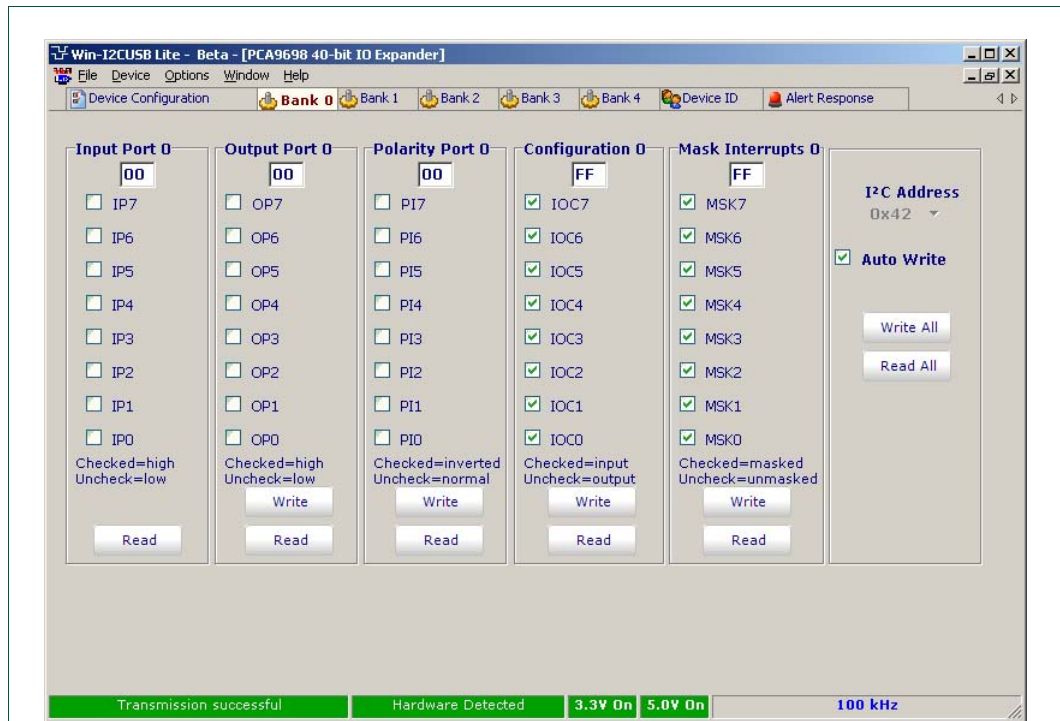 Win-I2CUSB Lite - Beta - [PCA9698 40-bit IO Expander]
File Device Options Window Help
Device Configuration Bank 0 Bank 1 Bank 2 Bank 3 Bank 4 Device ID Alert Response
Input Port 0 Output Port 0 Polarity Port 0 Configuration 0 Mask Interrupts 0
00 00 00 FF FF
I²C Address
0x42
Auto Write
Write All
Read All
IP7 OP7 PI7 IOC7 MSK7
IP6 OP6 PI6 IOC6 MSK6
IP5 OP5 PI5 IOC5 MSK5
IP4 OP4 PI4 IOC4 MSK4
IP3 OP3 PI3 IOC3 MSK3
IP2 OP2 PI2 IOC2 MSK2
IP1 OP1 PI1 IOC1 MSK1
IP0 OP0 PI0 IOC0 MSK0
Checked=high Checked=high Checked=inverted Checked=input Checked=masked
Uncheck=low Uncheck=low Uncheck=normal Uncheck=output Uncheck=unmasked
Write Write Write Write
Read Read Read Read Read
Transmission successful Hardware Detected 3.3V On 5.0V On 100 kHz